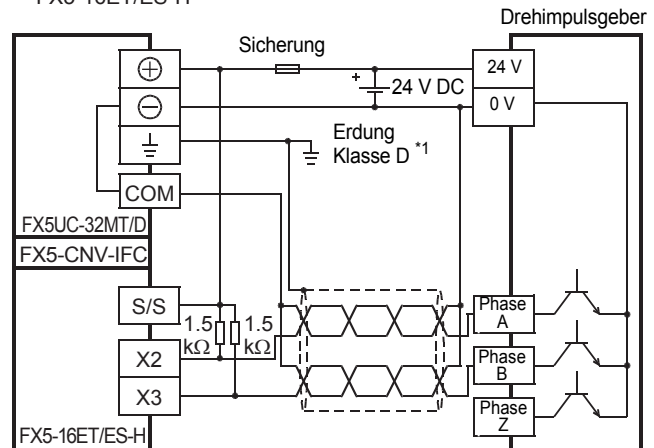 FX5-16ET/ES-H
Drehimpulsgeber
Sicherung
24 V
+
24 V DC
0 V
Erdung
Klasse D *1
COM
FX5UC-32MT/D
FX5-CNV-IFC
S/S
1.5
kΩ
1.5
kΩ
X2
X3
Phase
A
Phase
B
Phase
Z
FX5-16ET/ES-H